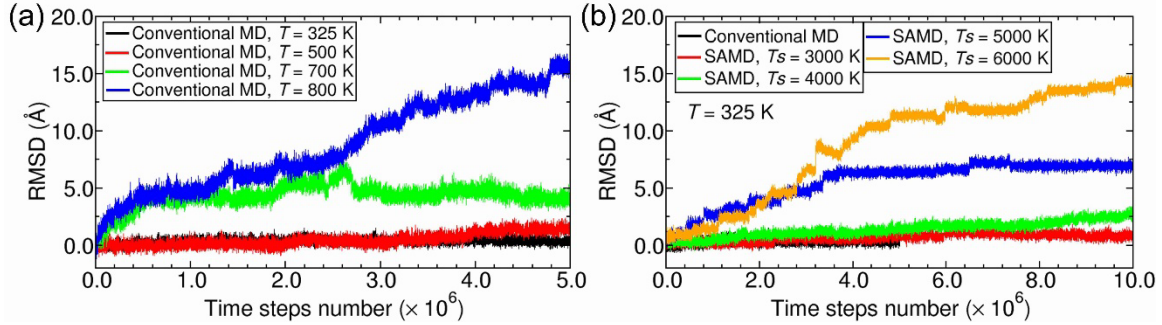 (a)
20.0
15.0
10.0
5.0
0.0
RMSD (Å)
Conventional MD, T = 325 K
Conventional MD, T = 500 K
Conventional MD, T = 700 K
Conventional MD, T = 800 K
0.0 1.0 2.0 3.0 4.0 5.0
Time steps number (× 10⁶)
(b)
20.0
15.0
10.0
5.0
0.0
RMSD (Å)
Conventional MD
SAMD, Ts = 3000 K
SAMD, Ts = 4000 K
SAMD, Ts = 5000 K
SAMD, Ts = 6000 K
T = 325 K
0.0 2.0 4.0 6.0 8.0 10.0
Time steps number (× 10⁶)